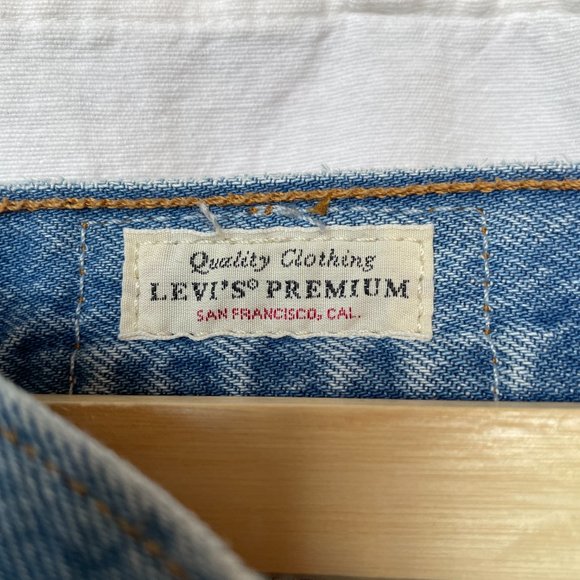 Quality Clothing
LEVI'S® PREMIUM
SAN FRANCISCO, CAL.